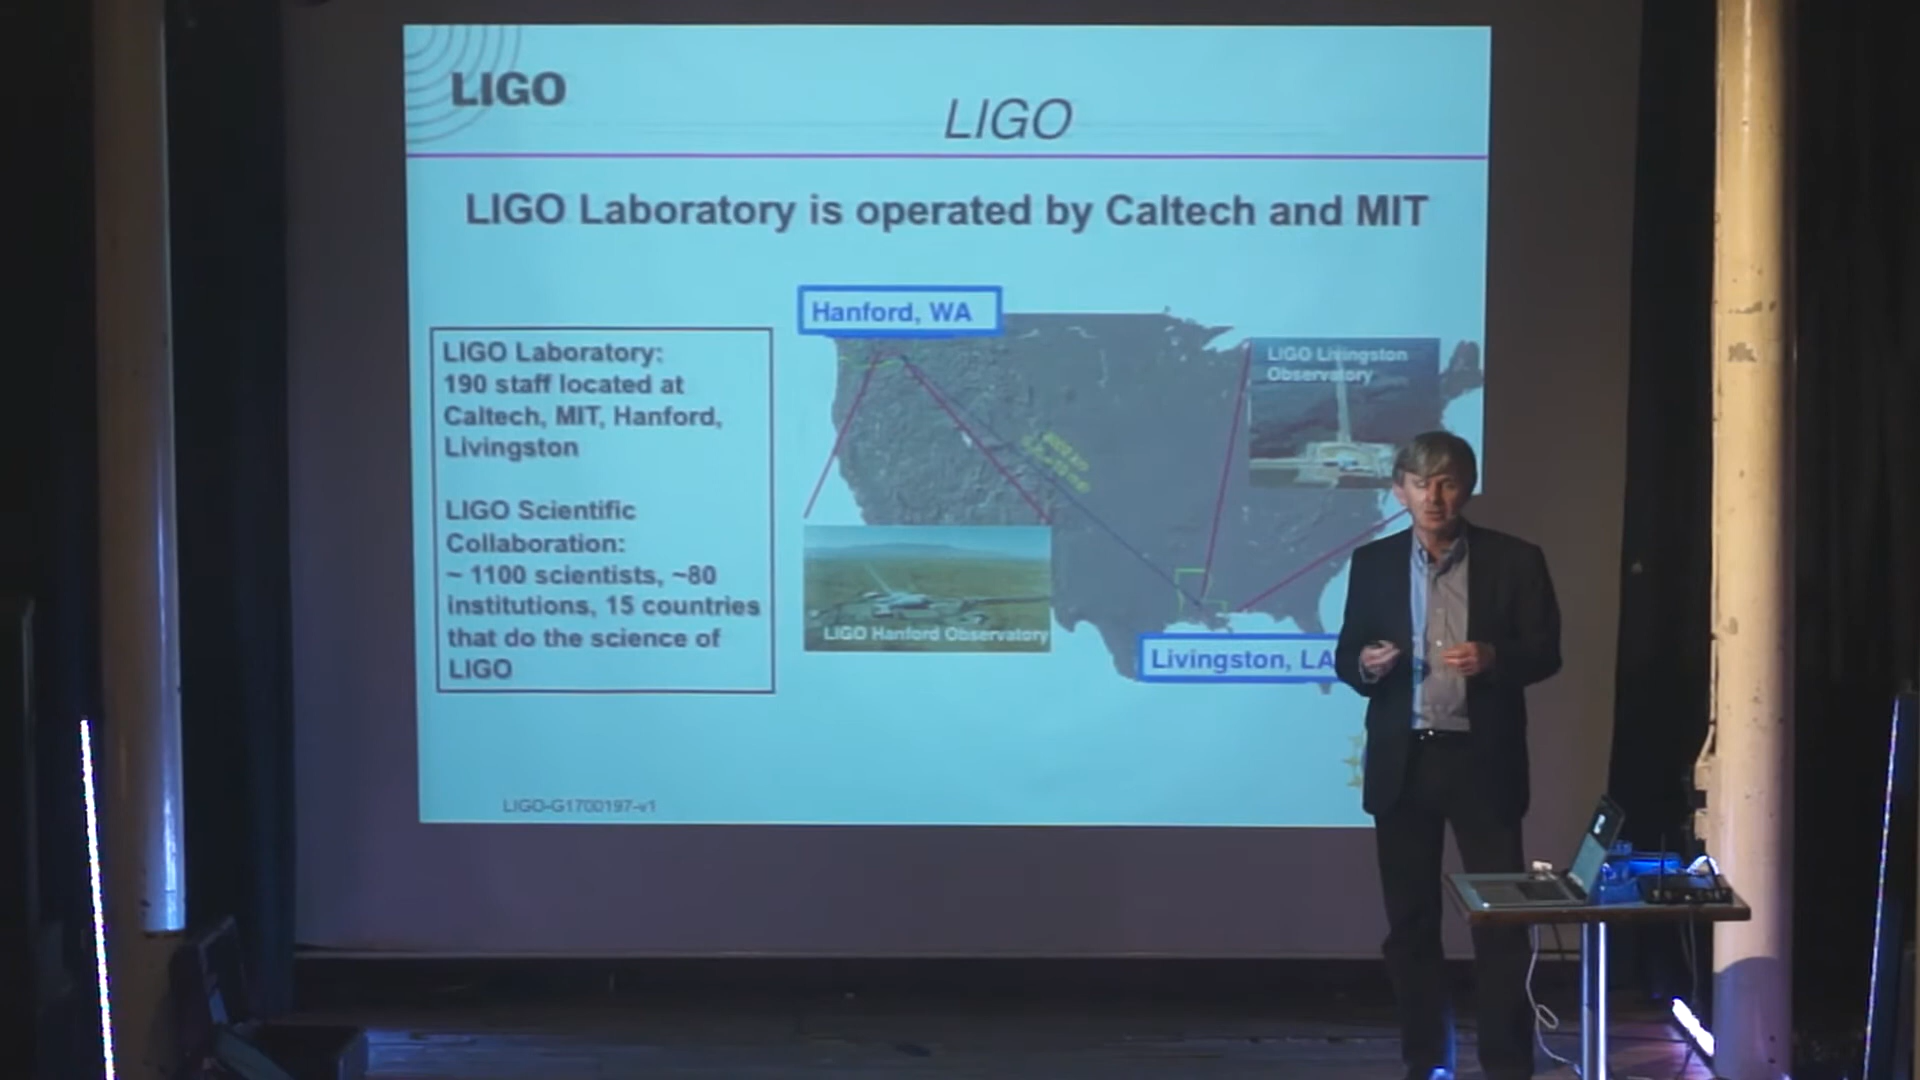 LIGO
LIGO
LIGO Laboratory is operated by Caltech and MIT
Hanford, WA
LIGO Laboratory:
190 staff located at
Caltech, MIT, Hanford,
Livingston
LIGO Scientific
Collaboration:
~ 1100 scientists, ~80
institutions, 15 countries
that do the science of
LIGO
LIGO Livingston
Observatory
LIGO Hanford Observatory
Livingston, LA
LIGO-G1700197-v1